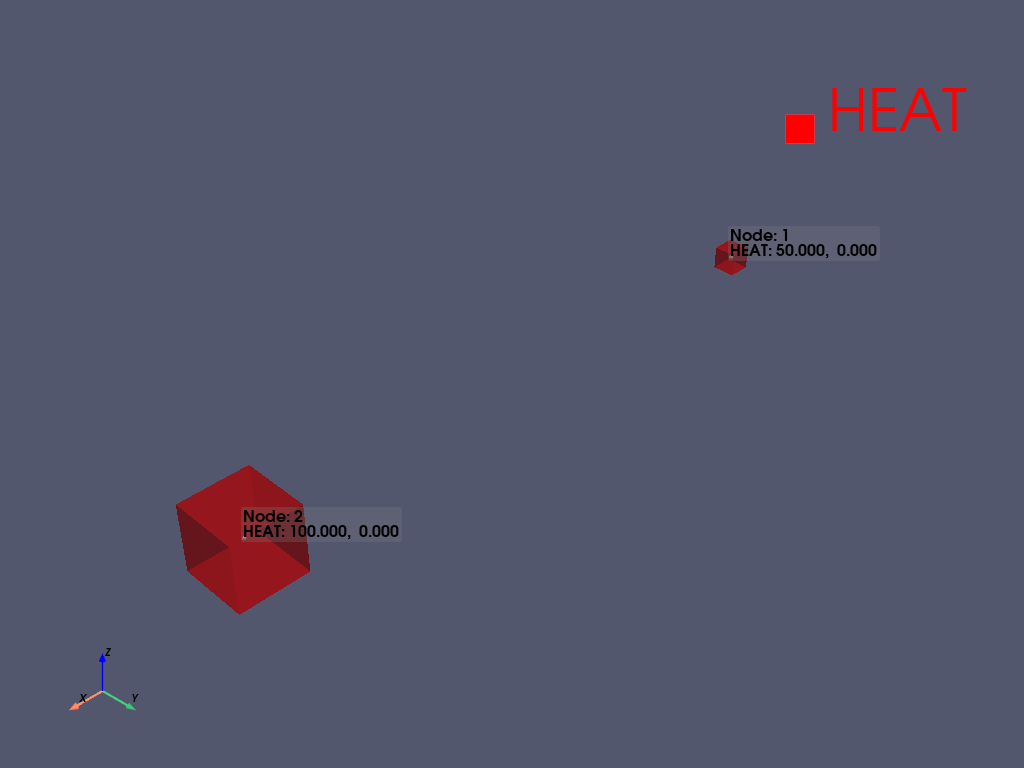 HEAT
Node: 1
HEAT: 50.000, 0.000
Node: 2
HEAT: 100.000, 0.000
Z
X
Y